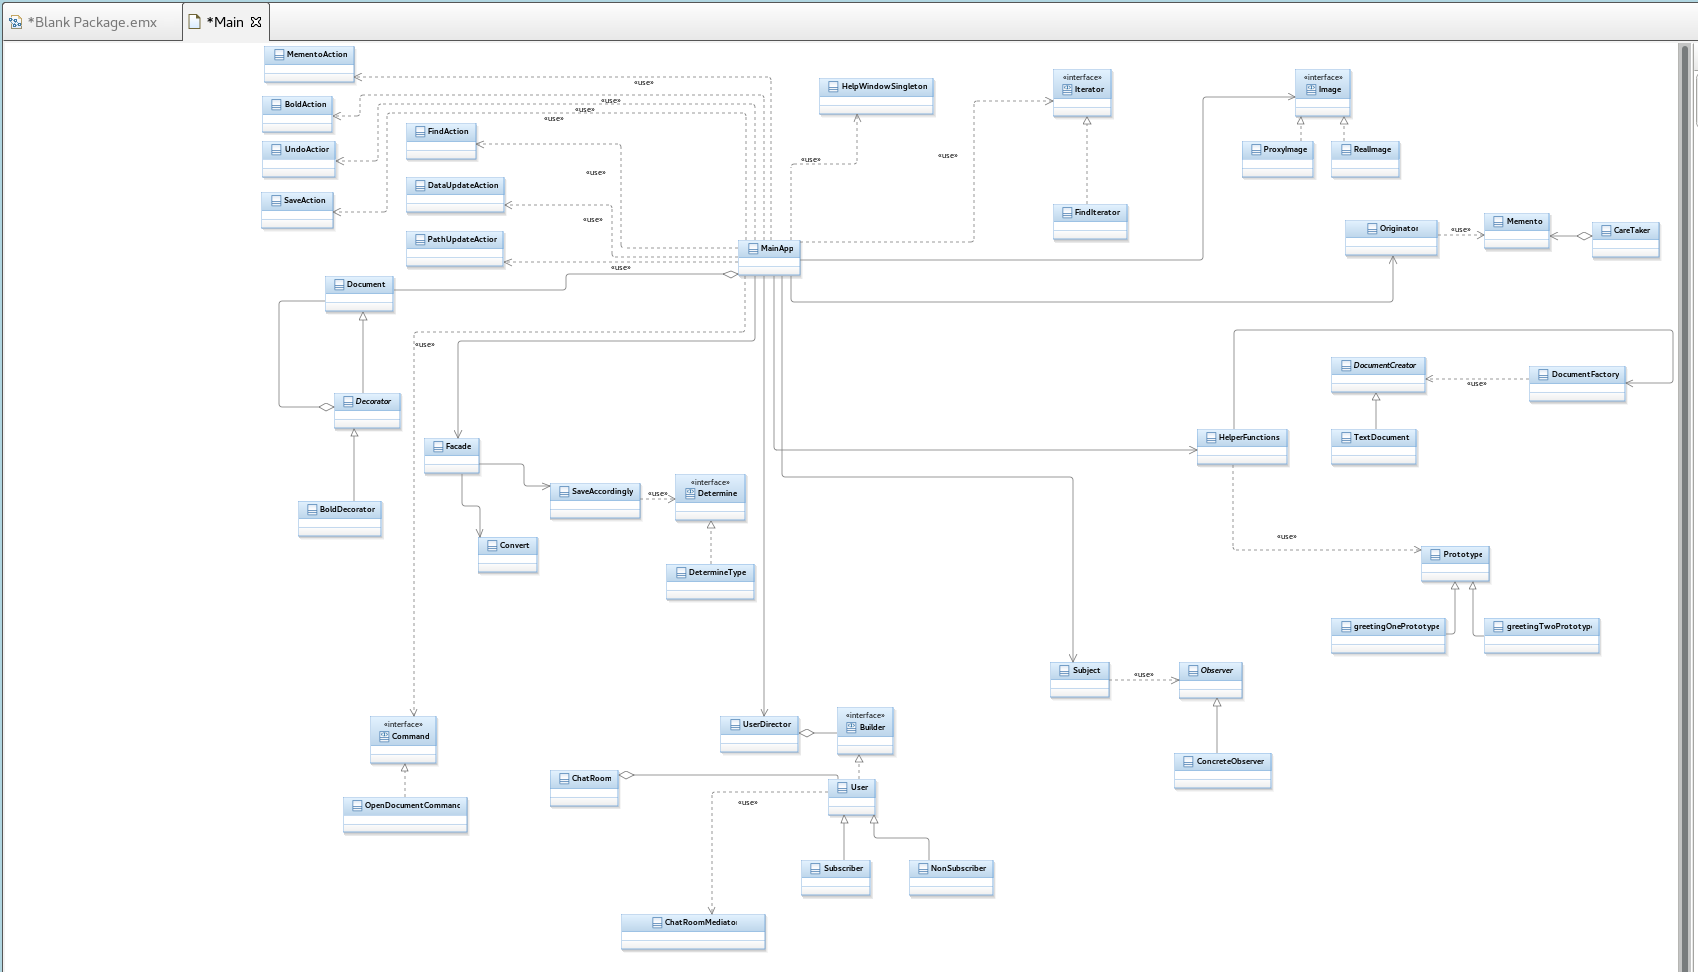 *Blank Package.emx
*Main
MementoAction
«use»
BoldAction
«use»
«use»
«use»
HelpWindowSingleton
«interface»
Iterator
«interface»
Image
FindAction
UndoAction
«use»
«use»
«use»
ProxyImage
RealImage
DataUpdateAction
SaveAction
«use»
FindIterator
PathUpdateAction
MainApp
Originator
«use»
Memento
CareTaker
«use»
Document
«use»
DocumentCreator
«use»
DocumentFactory
Decorator
Facade
HelperFunctions
TextDocument
SaveAccordingly
«use»
«interface»
Determine
BoldDecorator
Convert
«use»
Prototype
DetermineType
greetingOnePrototype
greetingTwoPrototyp
Subject
«use»
Observer
«interface»
Command
UserDirector
«interface»
Builder
ConcreteObserver
ChatRoom
User
OpenDocumentCommand
«use»
Subscriber
NonSubscriber
ChatRoomMediator